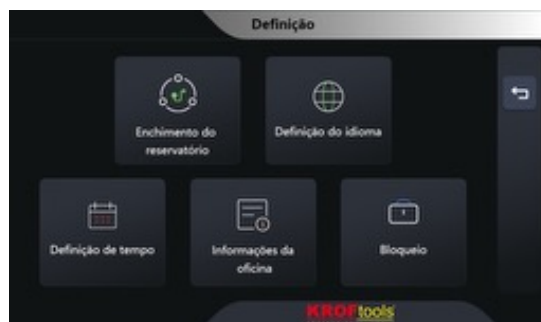 Definição
Enchimento do
reservatório
Definição do idioma
Definição de tempo
Informações da
oficina
Bloqueio
KROFtools